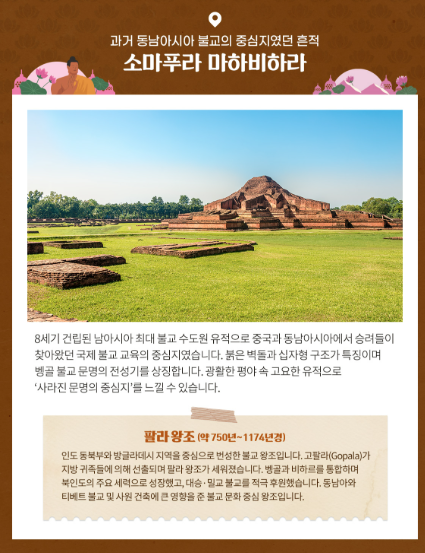 과거 동남아시아 불교의 중심지였던 흔적
소마푸라 마하비하라
8세기 건립된 남아시아 최대 불교 수도원 유적으로 중국과 동남아시아에서 승려들이
찾아왔던 국제 불교 교육의 중심지였습니다. 붉은 벽돌과 십자형 구조가 특징이며
벵골 불교 문명의 전성기를 상징합니다. 광활한 평야 속 고요한 유적으로
‘사라진 문명의 중심지’를 느낄 수 있습니다.
팔라 왕조 (약 750년~1174년경)
인도 동북부와 방글라데시 지역을 중심으로 번성한 불교 왕조입니다. 고팔라(Gopala)가
지방 귀족들에 의해 선출되며 팔라 왕조가 세워졌습니다. 벵골과 비하르를 통합하며
북인도의 주요 세력으로 성장했고, 대승·밀교 불교를 적극 후원했습니다. 동남아와
티베트 불교 및 사원 건축에 큰 영향을 준 불교 문화 중심 왕조입니다.